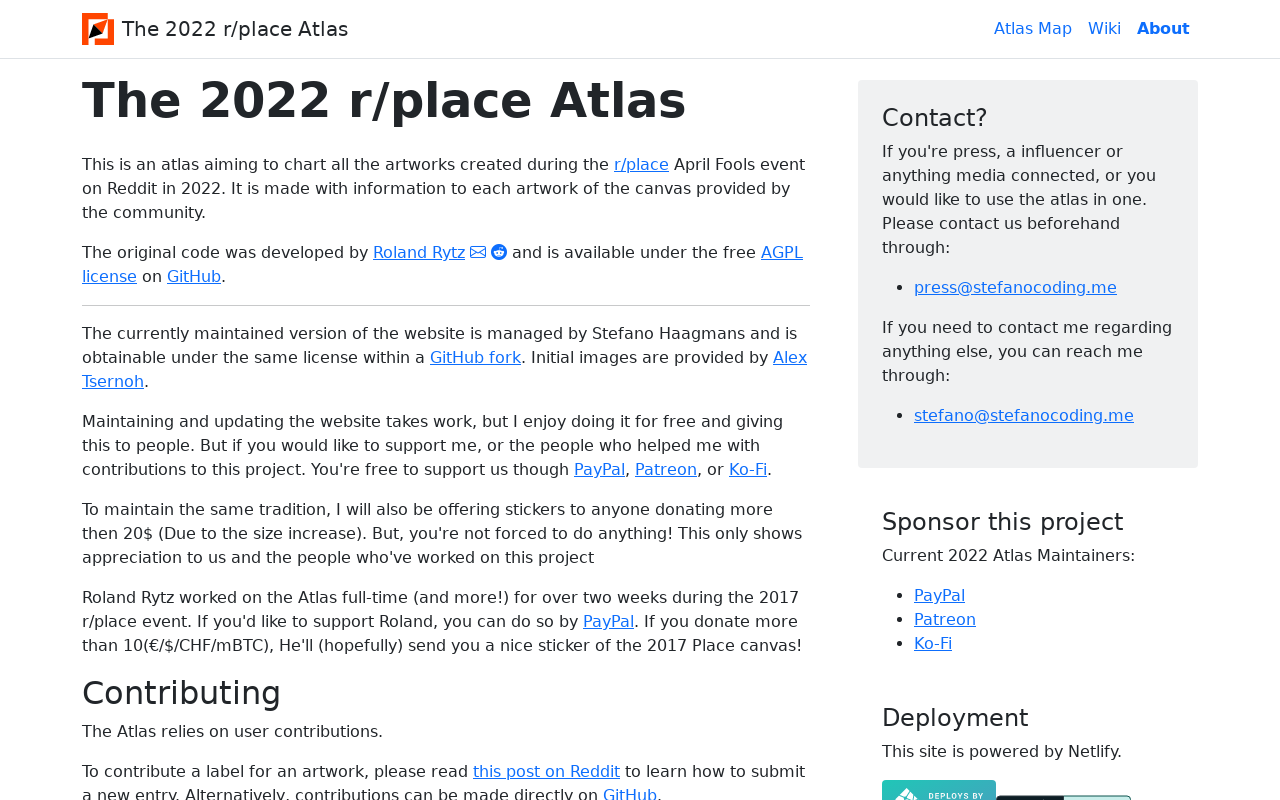 The 2022 r/place Atlas
Atlas Map Wiki About
The 2022 r/place Atlas
This is an atlas aiming to chart all the artworks created during the r/place April Fools event
on Reddit in 2022. It is made with information to each artwork of the canvas provided by
the community.
The original code was developed by Roland Rytz and is available under the free AGPL
license on GitHub.
The currently maintained version of the website is managed by Stefano Haagmans and is
obtainable under the same license within a GitHub fork. Initial images are provided by Alex
Tsernoh.
Maintaining and updating the website takes work, but I enjoy doing it for free and giving
this to people. But if you would like to support me, or the people who helped me with
contributions to this project. You're free to support us though PayPal, Patreon, or Ko-Fi.
To maintain the same tradition, I will also be offering stickers to anyone donating more
then 20$ (Due to the size increase). But, you're not forced to do anything! This only shows
appreciation to us and the people who've worked on this project
Roland Rytz worked on the Atlas full-time (and more!) for over two weeks during the 2017
r/place event. If you'd like to support Roland, you can do so by PayPal. If you donate more
than 10(€/$/CHF/mBTC), He'll (hopefully) send you a nice sticker of the 2017 Place canvas!
Contributing
The Atlas relies on user contributions.
To contribute a label for an artwork, please read this post on Reddit to learn how to submit
a new entry. Alternatively, contributions can be made directly on GitHub.
Contact?
If you're press, a influencer or
anything media connected, or you
would like to use the atlas in one.
Please contact us beforehand
through:
press@stefanocoding.me
If you need to contact me regarding
anything else, you can reach me
through:
stefano@stefanocoding.me
Sponsor this project
Current 2022 Atlas Maintainers:
PayPal
Patreon
Ko-Fi
Deployment
This site is powered by Netlify.
DEPLOYS BY